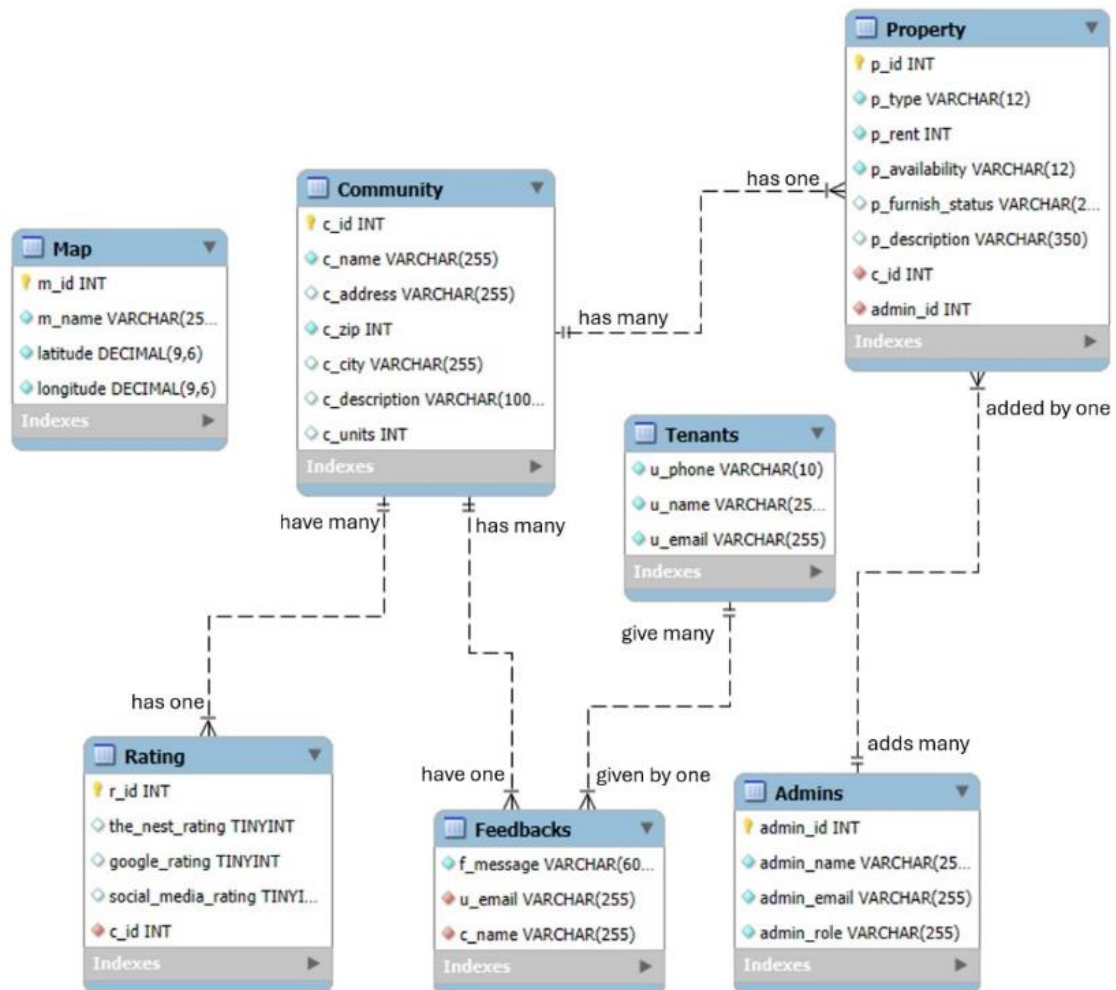 Property
p_id INT
p_type VARCHAR(12)
p_rent INT
p_availability VARCHAR(12)
p_furnish_status VARCHAR(2...
p_description VARCHAR(350)
c_id INT
admin_id INT
Indexes
has one
Community
c_id INT
c_name VARCHAR(255)
c_address VARCHAR(255)
c_zip INT
c_city VARCHAR(255)
c_description VARCHAR(100...
c_units INT
Indexes
has many
Map
m_id INT
m_name VARCHAR(25...
latitude DECIMAL(9,6)
longitude DECIMAL(9,6)
Indexes
added by one
Tenants
u_phone VARCHAR(10)
u_name VARCHAR(25...
u_email VARCHAR(255)
Indexes
have many
has many
give many
has one
have one
given by one
adds many
Rating
r_id INT
the_nest_rating TINYINT
google_rating TINYINT
social_media_rating TINYI...
c_id INT
Indexes
Feedbacks
f_message VARCHAR(60...
u_email VARCHAR(255)
c_name VARCHAR(255)
Indexes
Admins
admin_id INT
admin_name VARCHAR(25...
admin_email VARCHAR(255)
admin_role VARCHAR(255)
Indexes